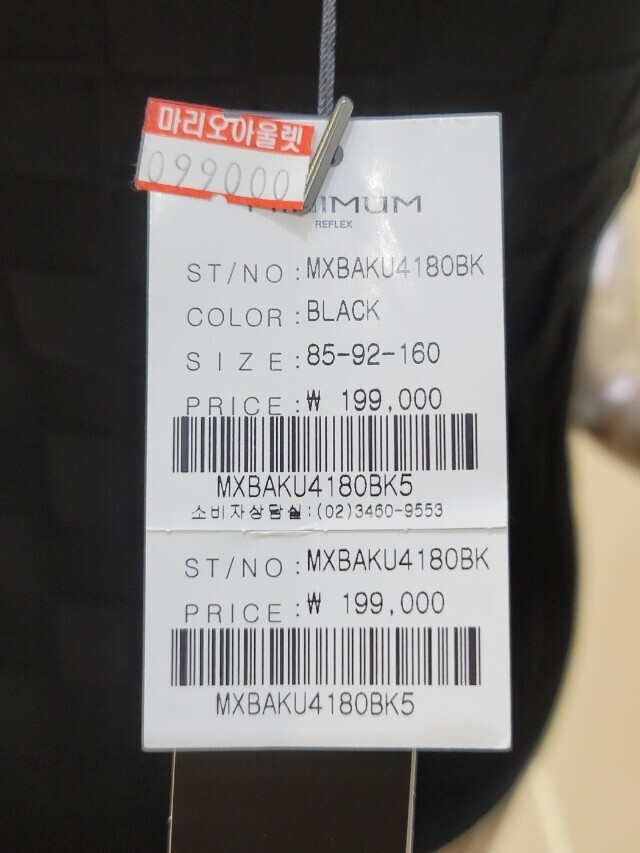 마리오아울렛
099000
MINIMUM
REFLEX
ST/NO : MXBAKU4180BK
COLOR : BLACK
SIZE : 85-92-160
PRICE : ₩ 199,000
MXBAKU4180BK5
소비자상담실:(02)3460-9553
ST/NO : MXBAKU4180BK
PRICE : ₩ 199,000
MXBAKU4180BK5